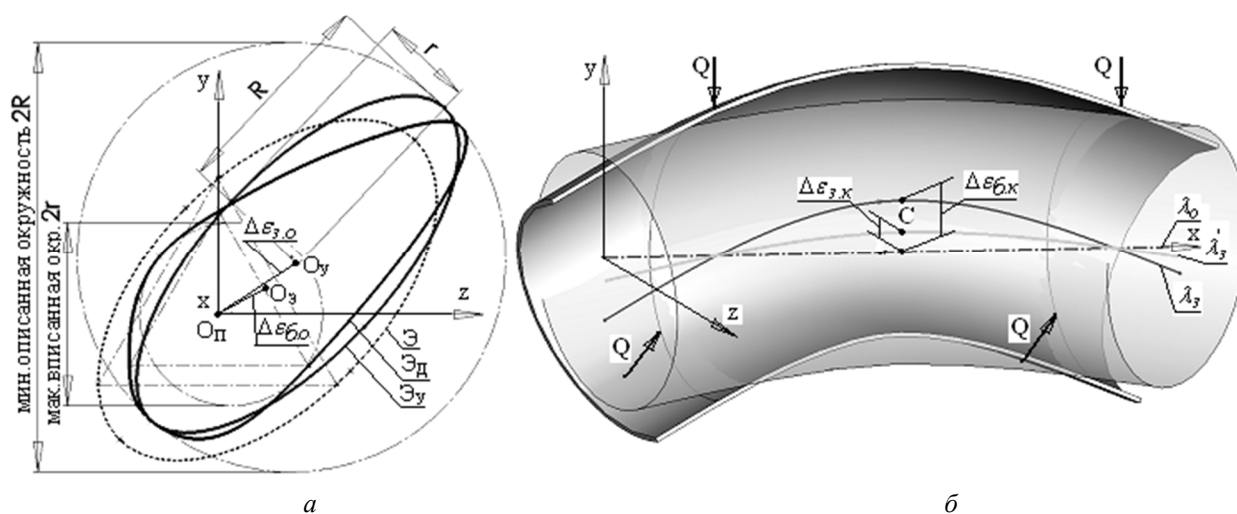 мин.описанная окружность 2R
мак.вписанная окр. 2r
y
R
r
Δε з.о
O у
x
O з
z
O П
Δε б.о
Э
Э Д
Э у
а
y
Q
Q
Δε з.к
Δε б.к
C
λ о
x
λ' з
λ з
z
Q
Q
б